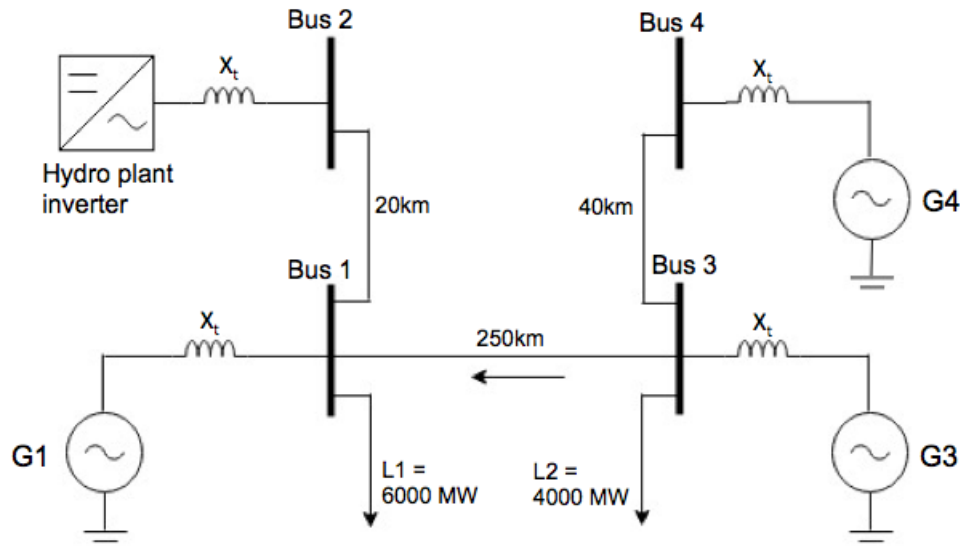 Bus 2
Bus 4
Xt
Xt
Hydro plant
inverter
20km
40km
G4
Bus 1
Bus 3
Xt
250km
Xt
G1
L1 =
6000 MW
L2 =
4000 MW
G3